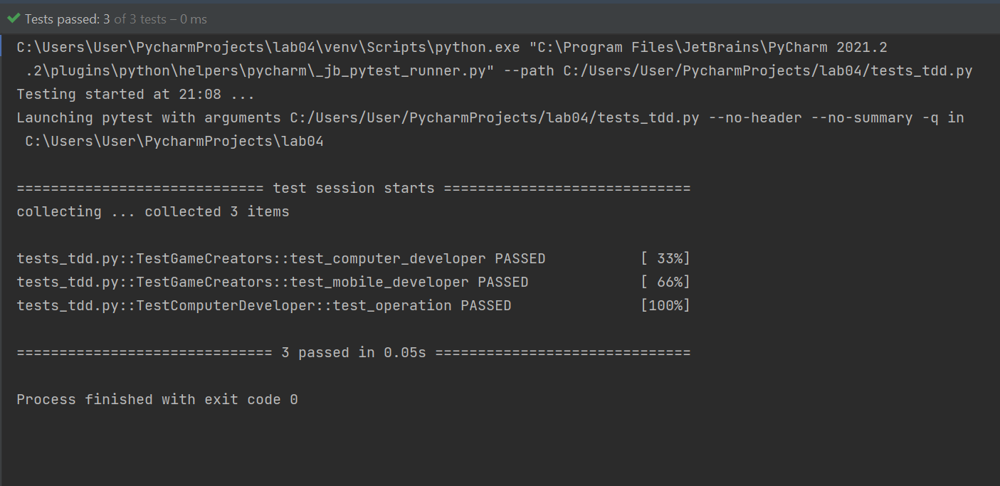 Tests passed: 3 of 3 tests – 0 ms
C:\Users\User\PycharmProjects\lab04\venv\Scripts\python.exe "C:\Program Files\JetBrains\PyCharm 2021.2
.2\plugins\python\helpers\pycharm\_jb_pytest_runner.py" --path C:/Users/User/PycharmProjects/lab04/tests_tdd.py
Testing started at 21:08 ...
Launching pytest with arguments C:/Users/User/PycharmProjects/lab04/tests_tdd.py --no-header --no-summary -q in
C:\Users\User\PycharmProjects\lab04
============================= test session starts =============================
collecting ... collected 3 items
tests_tdd.py::TestGameCreators::test_computer_developer PASSED [ 33%]
tests_tdd.py::TestGameCreators::test_mobile_developer PASSED [ 66%]
tests_tdd.py::TestComputerDeveloper::test_operation PASSED [100%]
============================== 3 passed in 0.05s ==============================
Process finished with exit code 0